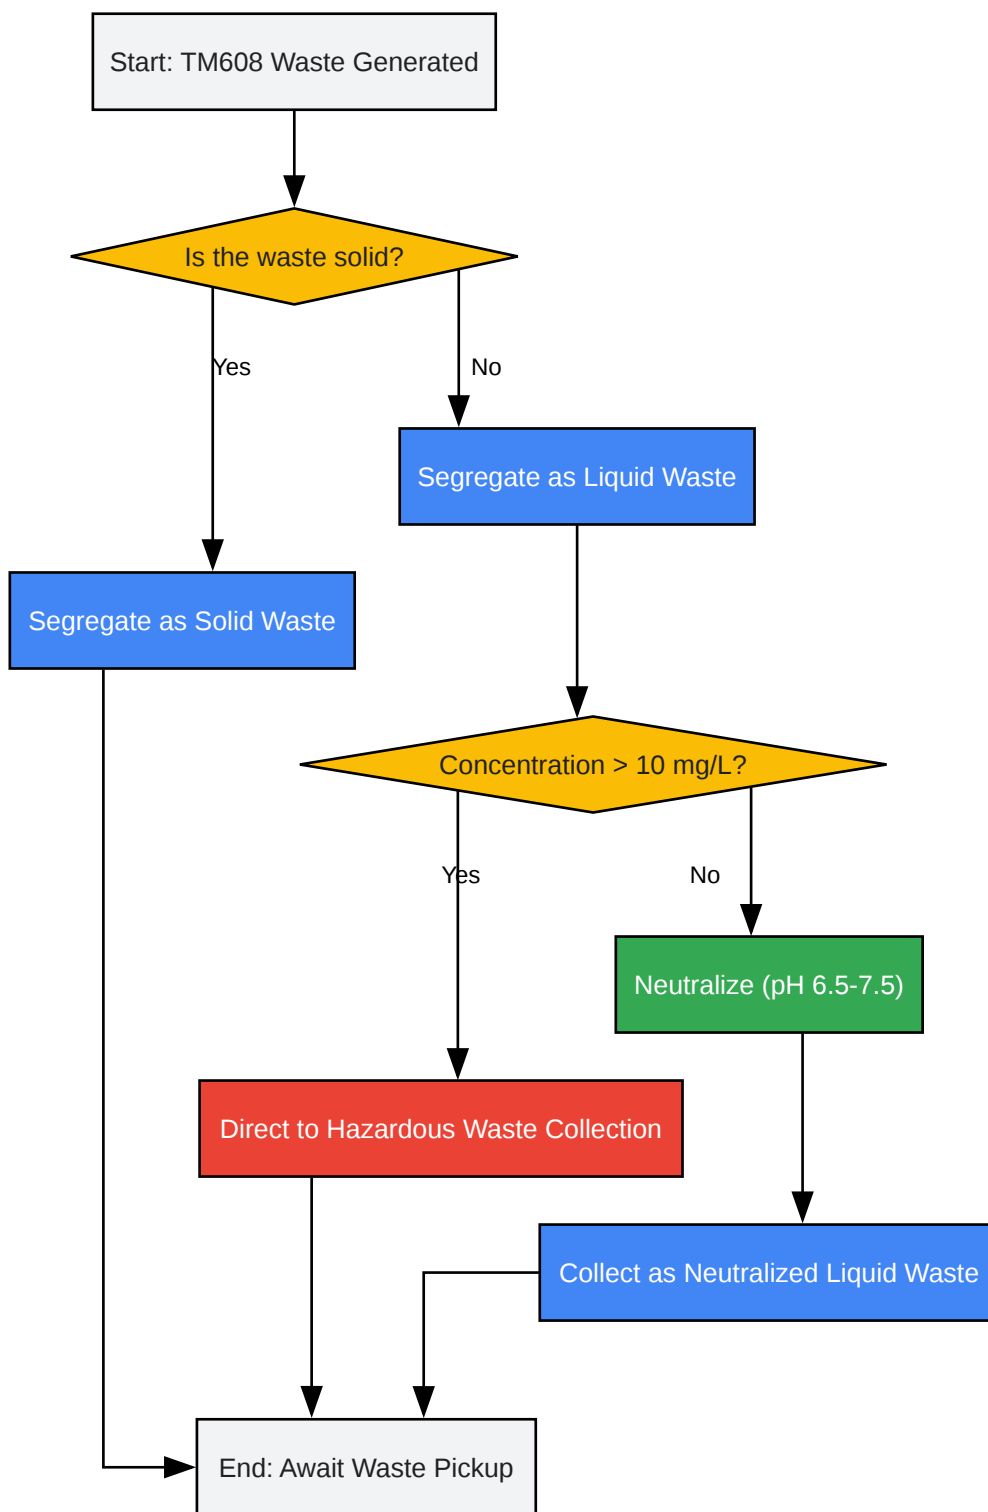 Start: TM608 Waste Generated
Is the waste solid?
Yes
No
Segregate as Liquid Waste
Segregate as Solid Waste
Concentration > 10 mg/L?
Yes
No
Neutralize (pH 6.5-7.5)
Direct to Hazardous Waste Collection
Collect as Neutralized Liquid Waste
End: Await Waste Pickup